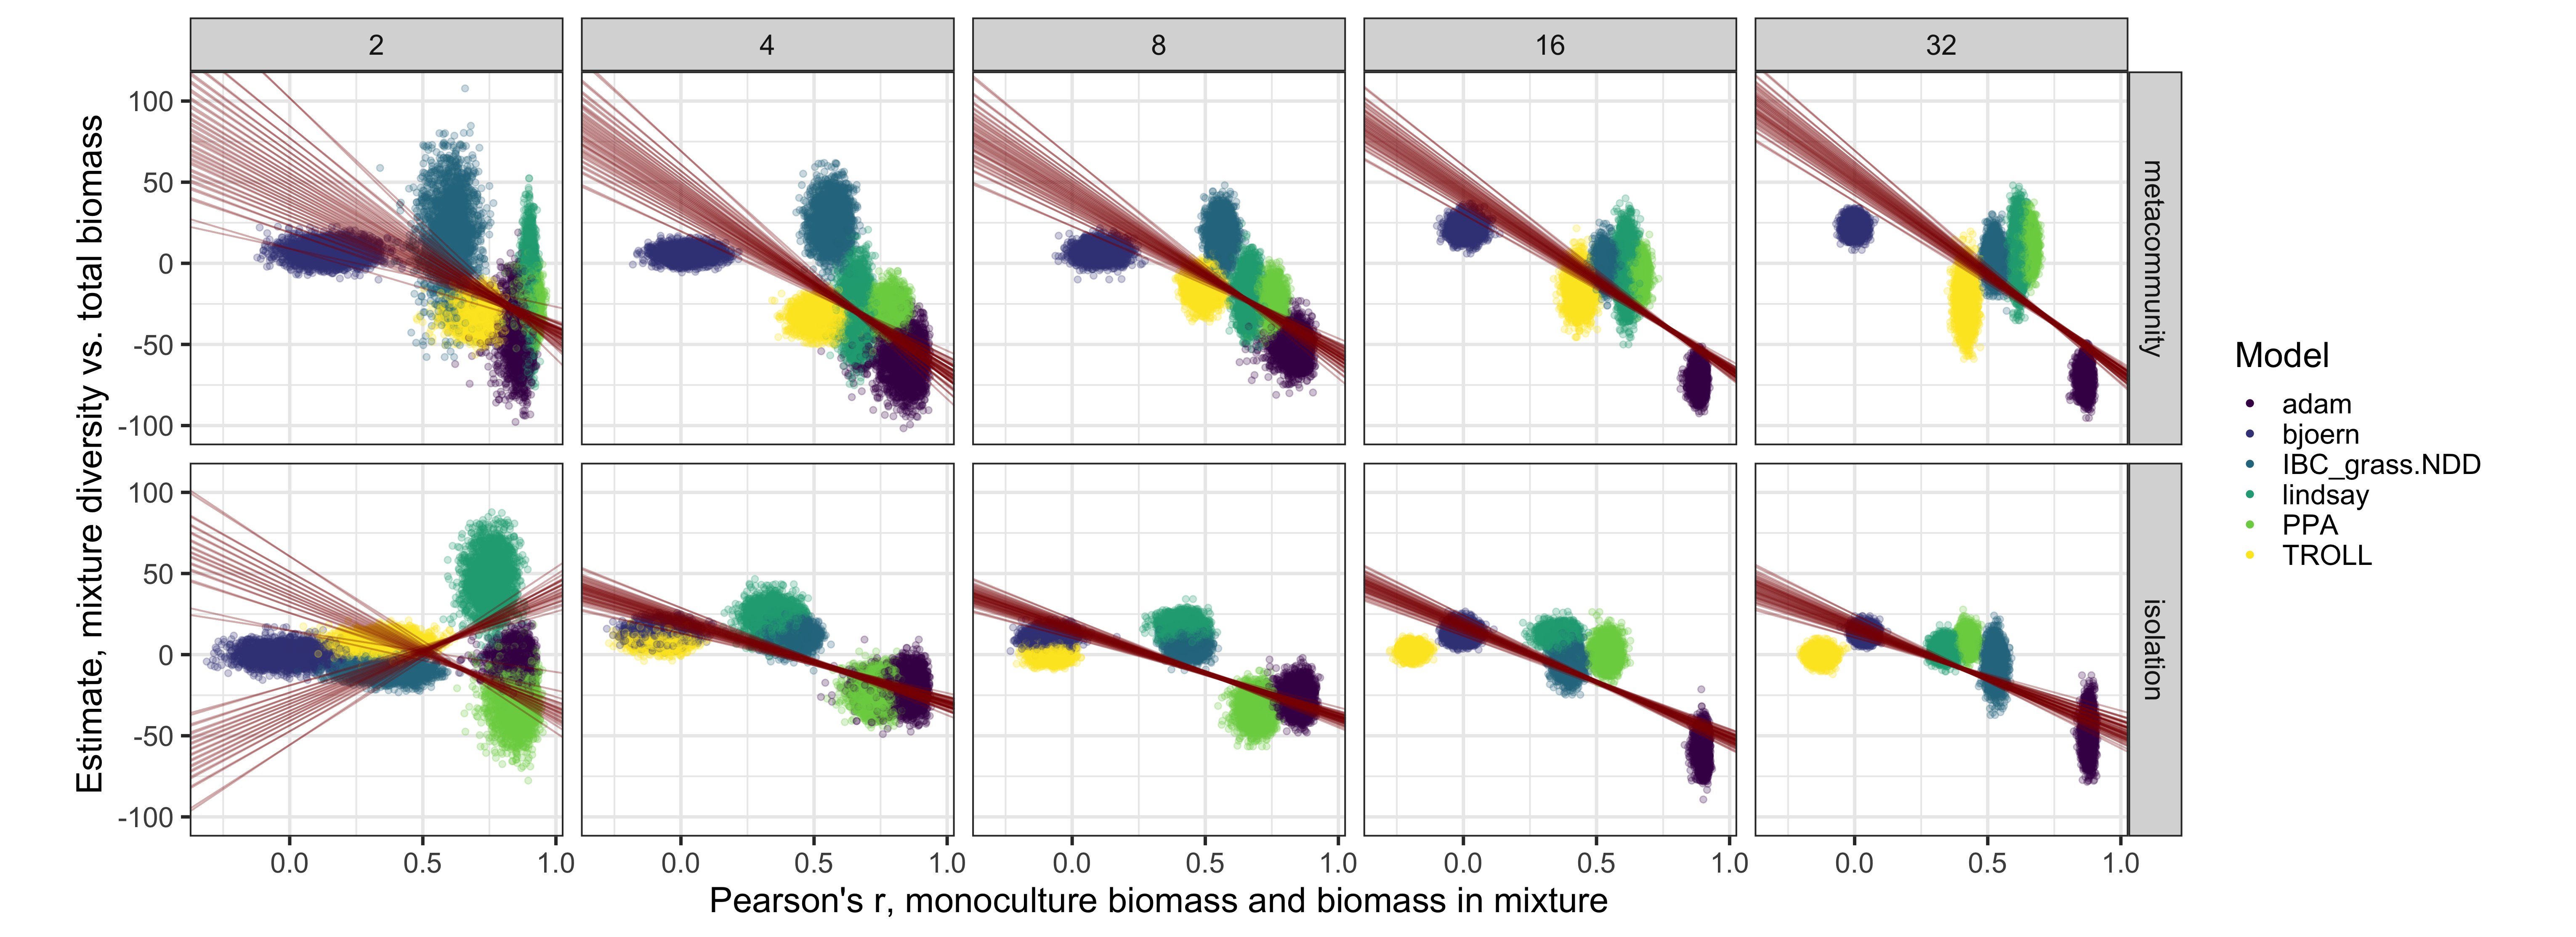 2 4 8 16 32
Estimate, mixture diversity vs. total biomass
100
50
0
-50
-100
metacommunity
100
50
0
-50
-100
isolation
0.0 0.5 1.0 0.0 0.5 1.0 0.0 0.5 1.0 0.0 0.5 1.0 0.0 0.5 1.0
Pearson's r, monoculture biomass and biomass in mixture
Model
adam
bjoern
IBC_grass.NDD
lindsay
PPA
TROLL